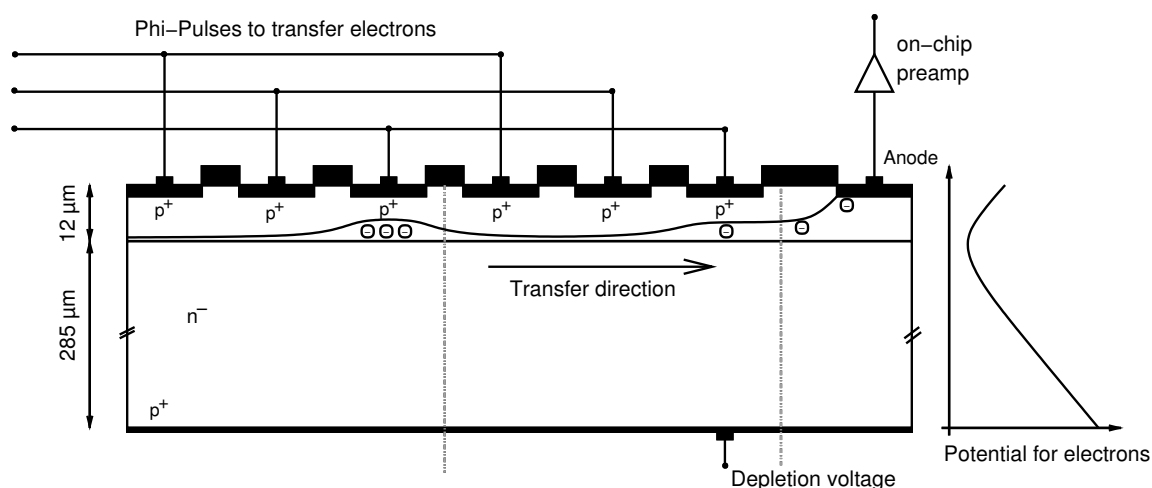 Phi−Pulses to transfer electrons
on−chip
preamp
Anode
p+ p+ p+ p+ p+ p+
12 µm
Transfer direction
285 µm
n−
p+
Potential for electrons
Depletion voltage